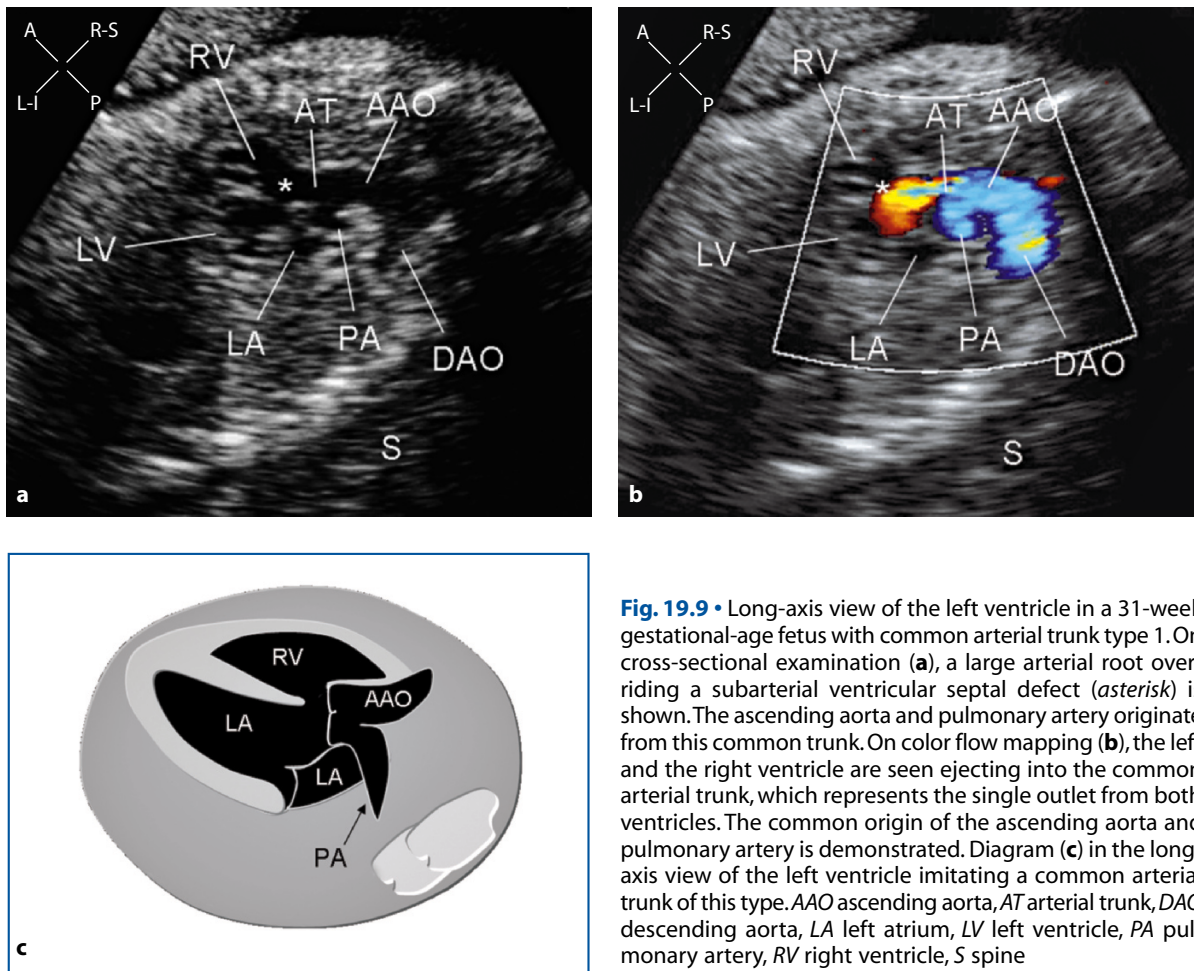 A
R-S
RV
AT
AAO
L-I
P
*
LV
LA
PA
DAO
S
a
A
R-S
RV
AT
AAO
L-I
P
*
LV
LA
PA
DAO
S
b
RV
AAO
LA
LA
PA
c
Fig. 19.9 • Long-axis view of the left ventricle in a 31-week
gestational-age fetus with common arterial trunk type 1. On
cross-sectional examination (a), a large arterial root over
riding a subarterial ventricular septal defect (asterisk) i
shown. The ascending aorta and pulmonary artery originate
from this common trunk. On color flow mapping (b), the left
and the right ventricle are seen ejecting into the common
arterial trunk, which represents the single outlet from both
ventricles. The common origin of the ascending aorta and
pulmonary artery is demonstrated. Diagram (c) in the long
axis view of the left ventricle imitating a common arterial
trunk of this type. AAO ascending aorta, AT arterial trunk, DAO
descending aorta, LA left atrium, LV left ventricle, PA pul
monary artery, RV right ventricle, S spine